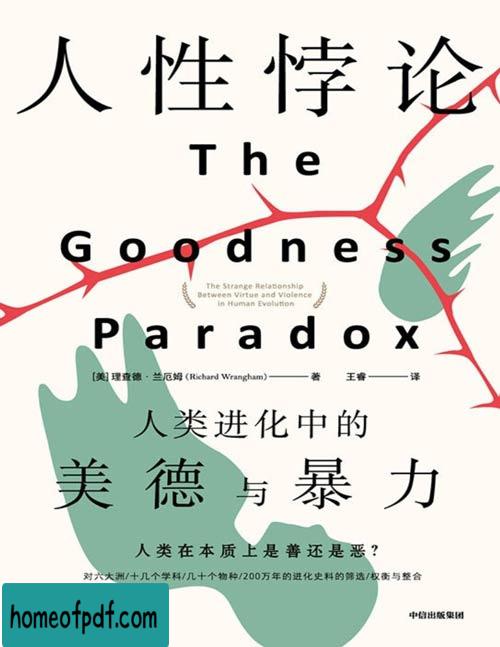 人性悖论
The
Goodness
The Strange Relationship
Between Virtue and Violence
in Human Evolution
Paradox
[美]理查德·兰厄姆(Richard Wrangham)————著 王睿————译
人类进化中的
美德与暴力
人类在本质上是善还是恶?
对六大洲/十几个学科/几十个物种/200万年的进化史料的筛选/权衡与整合
homeofpdf.com
中信出版集团